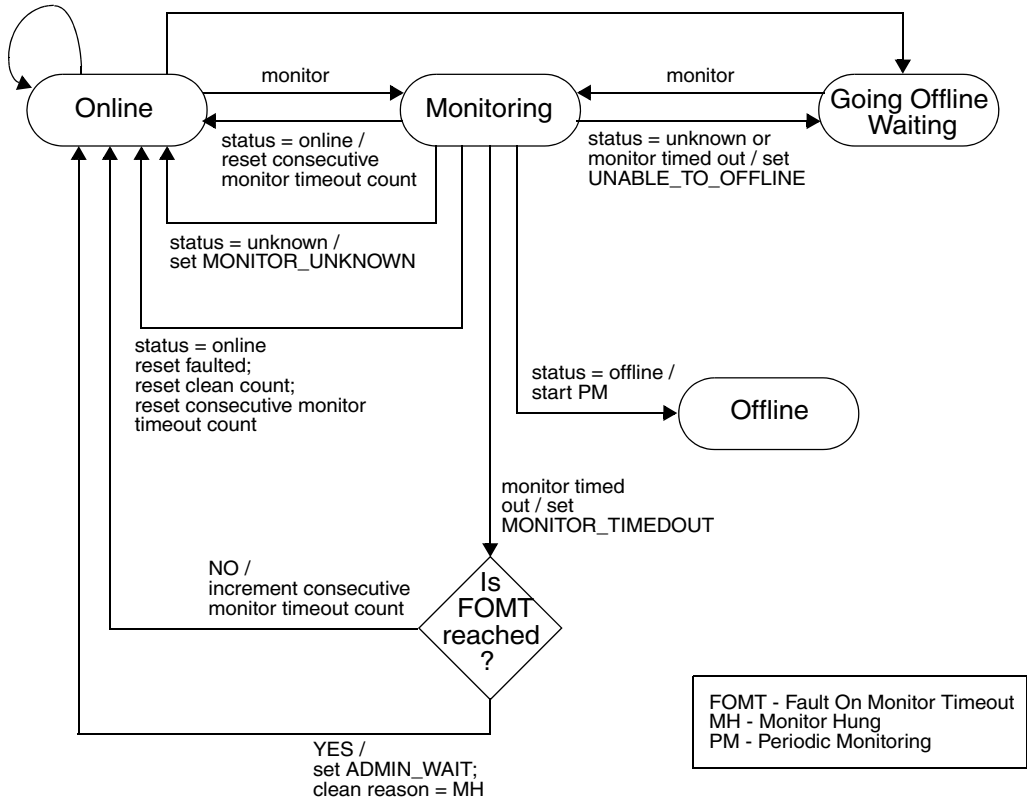 monitor
monitor
Online
Monitoring
Going Offline
Waiting
status = online /
reset consecutive
monitor timeout count
status = unknown or
monitor timed out / set
UNABLE_TO_OFFLINE
status = unknown /
set MONITOR_UNKNOWN
status = online
reset faulted;
reset clean count;
reset consecutive monitor
timeout count
status = offline /
start PM
Offline
monitor timed
out / set
MONITOR_TIMEDOUT
NO /
increment consecutive
monitor timeout count
Is
FOMT
reached
?
FOMT - Fault On Monitor Timeout
MH - Monitor Hung
PM - Periodic Monitoring
YES /
set ADMIN_WAIT;
clean reason = MH